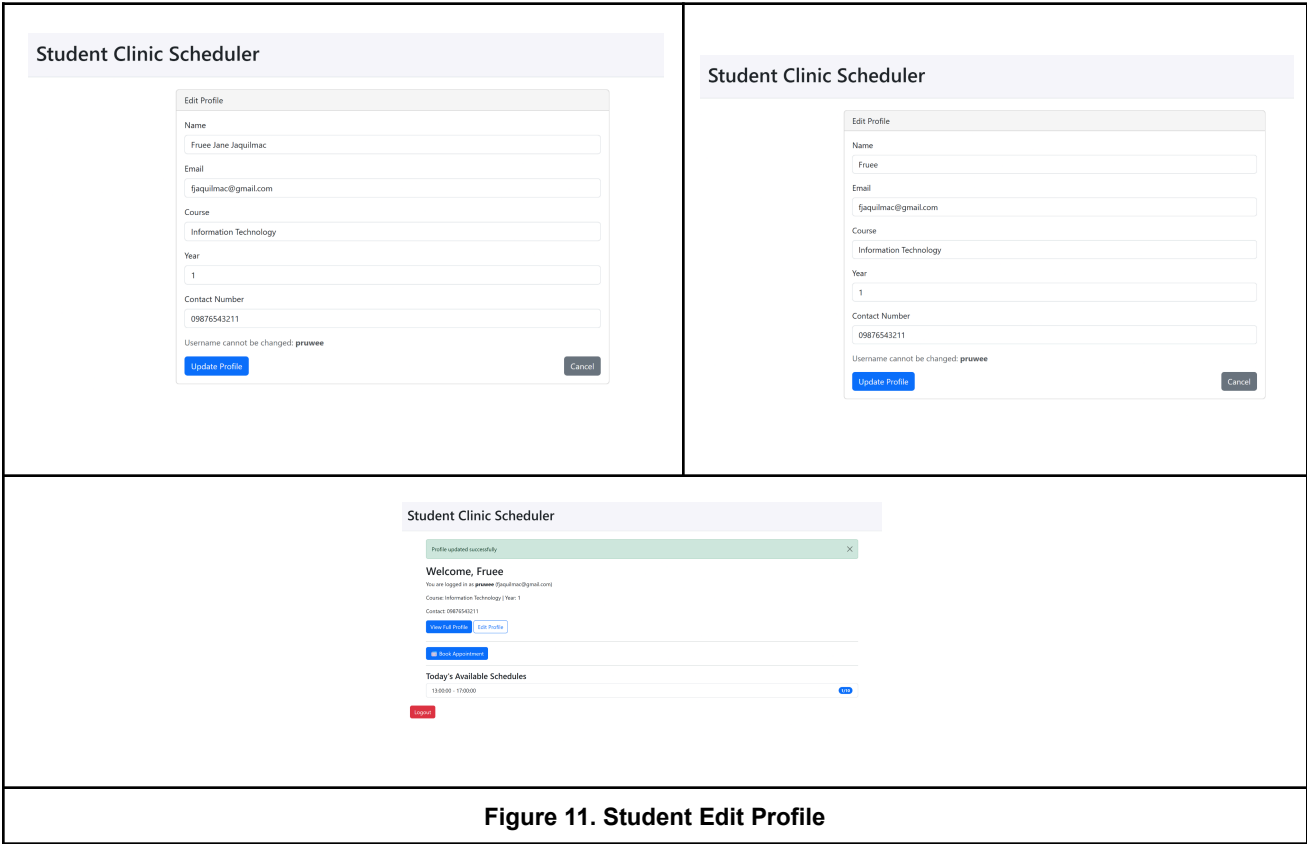 Student Clinic Scheduler
Edit Profile
Name
Fruee Jane Jaquilmac
Email
fjaquilmac@gmail.com
Course
Information Technology
Year
1
Contact Number
09876543211
Username cannot be changed: pruwee
Update Profile Cancel
Student Clinic Scheduler
Edit Profile
Name
Fruee
Email
fjaquilmac@gmail.com
Course
Information Technology
Year
1
Contact Number
09876543211
Username cannot be changed: pruwee
Update Profile Cancel
Student Clinic Scheduler
Profile updated successfully
Welcome, Fruee
You are logged in as pruwee (fjaquilmac@gmail.com)
Course: Information Technology | Year: 1
Contact: 09876543211
View Full Profile Edit Profile
Book Appointment
Today's Available Schedules
13:00:00 - 17:00:00 1/10
Logout
Figure 11. Student Edit Profile